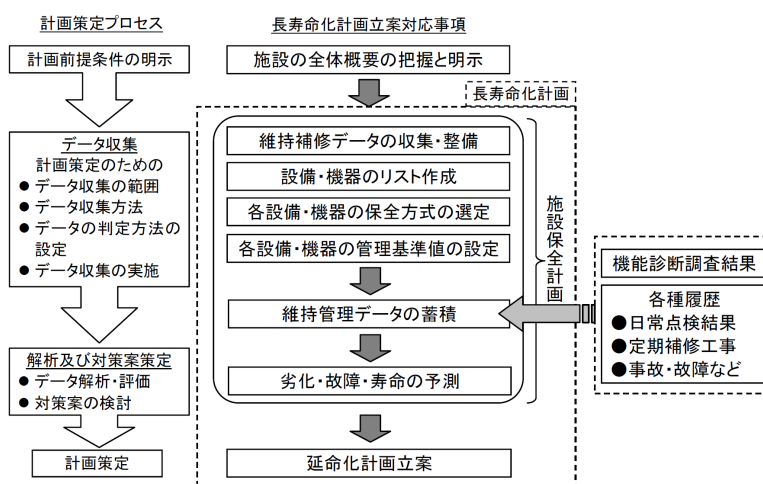 計画策定プロセス
計画前提条件の明示
データ収集
計画策定のための
● データ収集の範囲
● データ収集方法
● データの判定方法の
設定
● データ収集の実施
解析及び対策案策定
● データ解析・評価
● 対策案の検討
計画策定
長寿命化計画立案対応事項
施設の全体概要の把握と明示
長寿命化計画
維持補修データの収集・整備
設備・機器のリスト作成
各設備・機器の保全方式の選定
各設備・機器の管理基準値の設定
維持管理データの蓄積
劣化・故障・寿命の予測
延命化計画立案
施設保全計画
機能診断調査結果
各種履歴
●日常点検結果
●定期補修工事
●事故・故障など